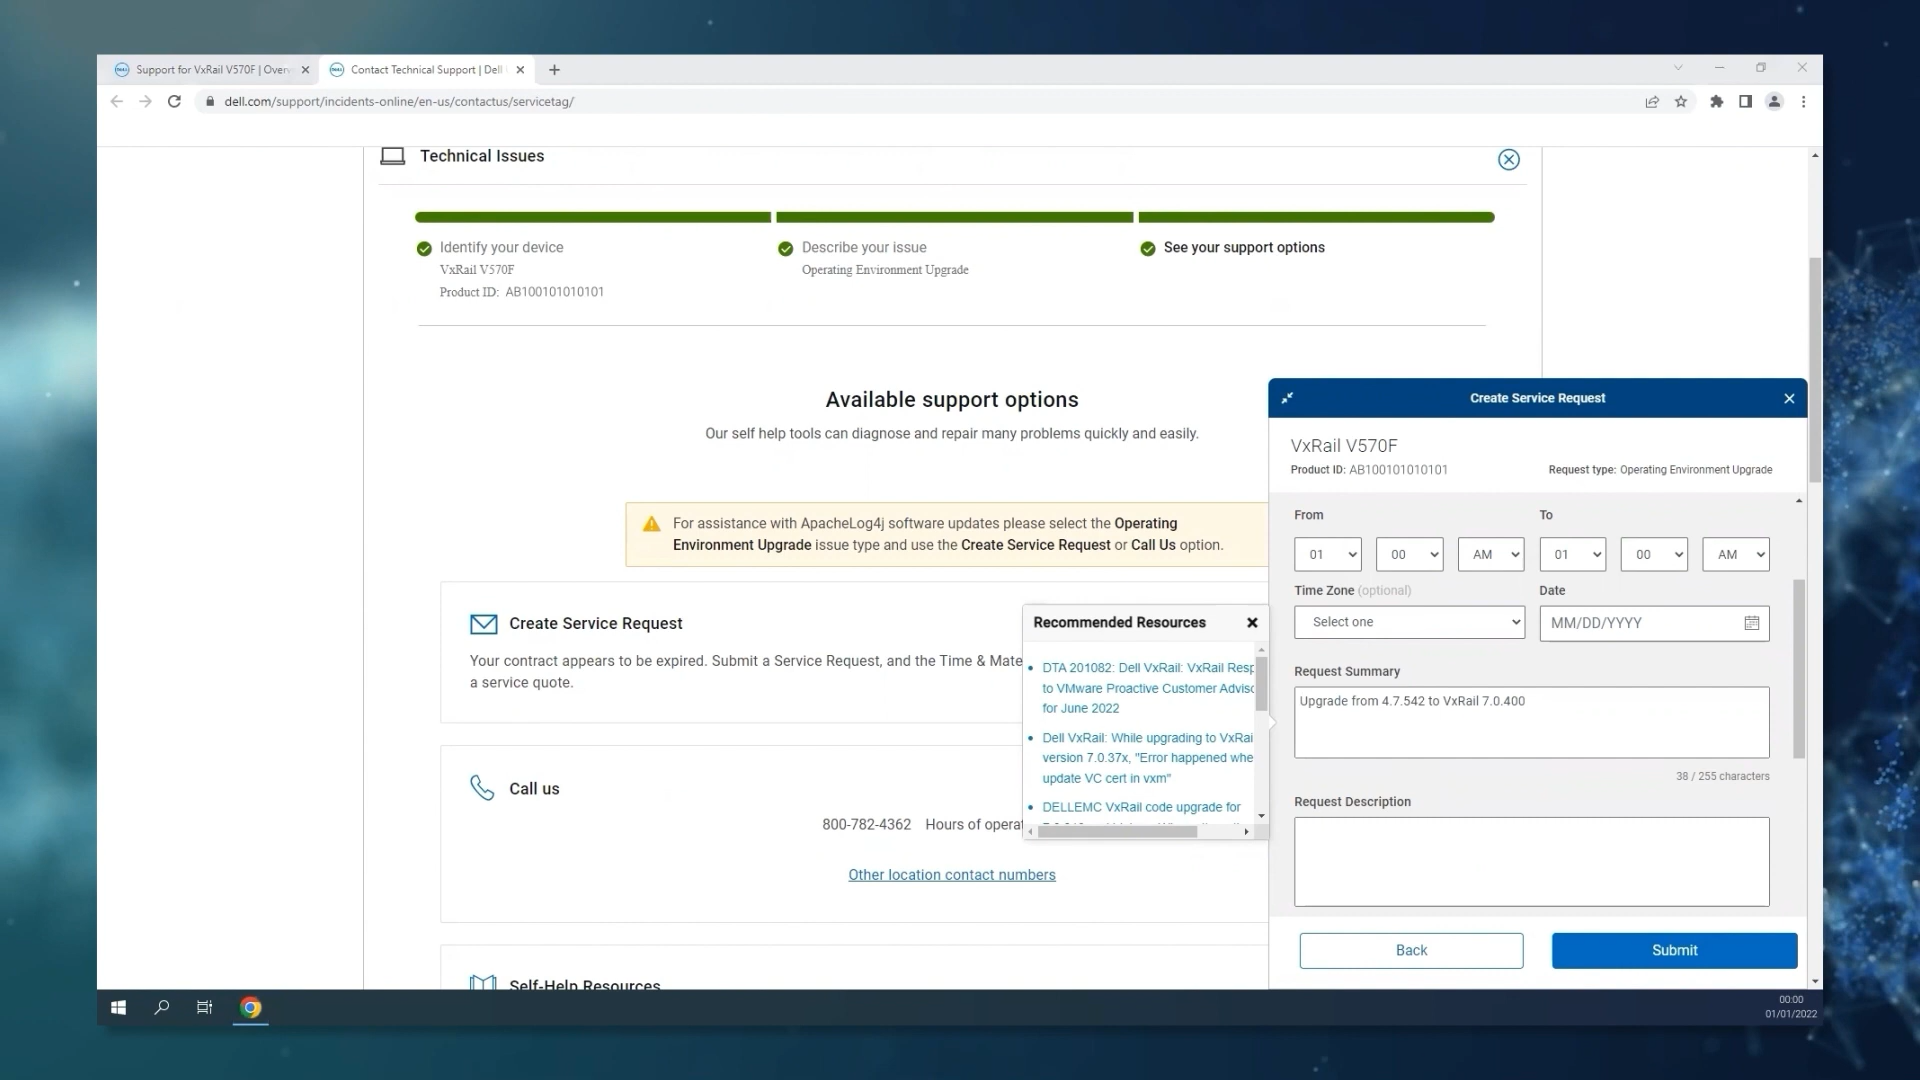 Support for VxRail V570F | Over
Contact Technical Support | Dell
dell.com/support/incidents-online/en-us/contactus/servicetag/
Technical Issues
Identify your device
VxRail V570F
Product ID: AB100101010101
Describe your issue
Operating Environment Upgrade
See your support options
Available support options
Our self help tools can diagnose and repair many problems quickly and easily.
For assistance with ApacheLog4j software updates please select the Operating
Environment Upgrade issue type and use the Create Service Request or Call Us option.
Create Service Request
Your contract appears to be expired. Submit a Service Request, and the Time & Mate
a service quote.
Call us
800-782-4362 Hours of opera
Other location contact numbers
Self-Help Resources
Recommended Resources
DTA 201082: Dell VxRail: VxRail Resp
to VMware Proactive Customer Adviso
for June 2022
Dell VxRail: While upgrading to VxRai
version 7.0.37x, "Error happened whe
update VC cert in vxm"
DELLEMC VxRail code upgrade for
Create Service Request
VxRail V570F
Product ID: AB100101010101
Request type: Operating Environment Upgrade
From
To
01 00 AM 01 00 AM
Time Zone (optional)
Date
Select one
MM/DD/YYYY
Request Summary
Upgrade from 4.7.542 to VxRail 7.0.400
38 / 255 characters
Request Description
Back
Submit
00:00
01/01/2022